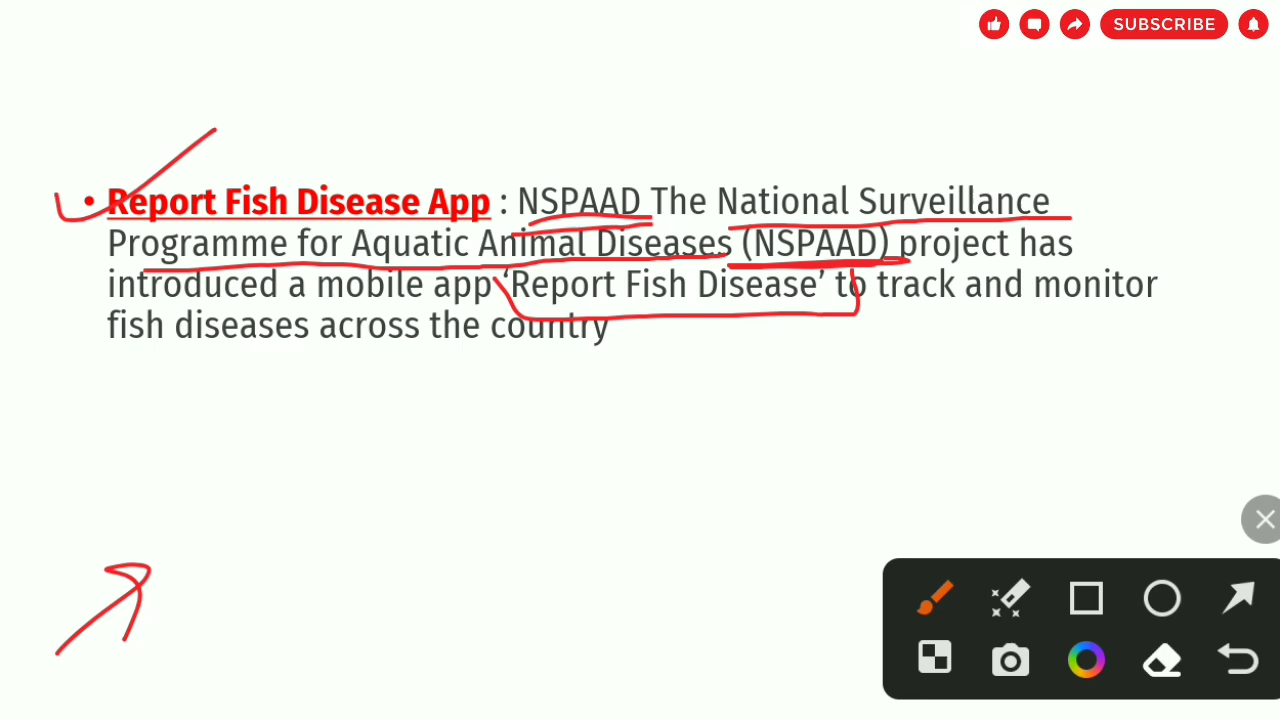 SUBSCRIBE
• Report Fish Disease App : NSPAAD The National Surveillance
Programme for Aquatic Animal Diseases (NSPAAD) project has
introduced a mobile app ‘Report Fish Disease’ to track and monitor
fish diseases across the country